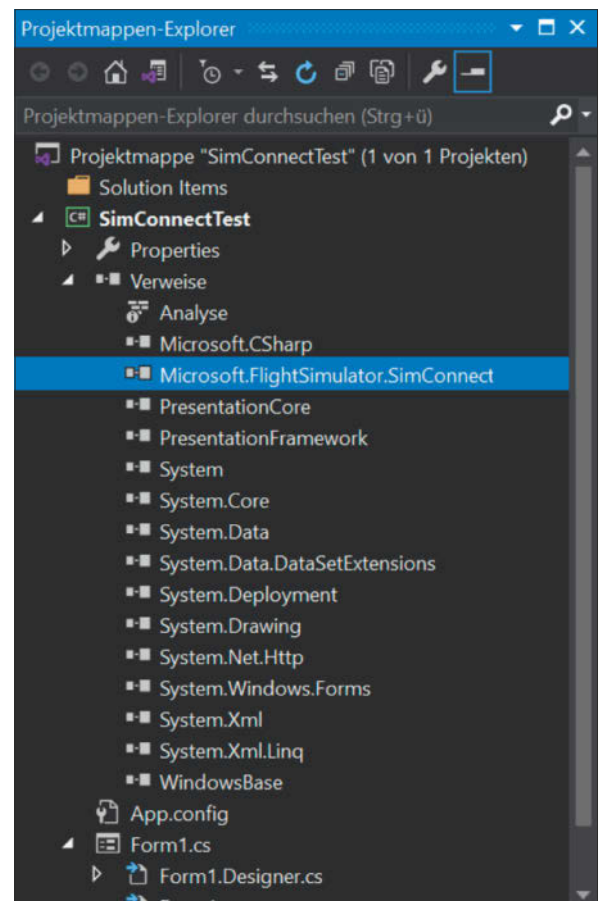 Projektmappen-Explorer
Projektmappen-Explorer durchsuchen (Strg+ü)
Projektmappe "SimConnectTest" (1 von 1 Projekten)
Solution Items
C# SimConnectTest
Properties
Verweise
Analyse
Microsoft.CSharp
Microsoft.FlightSimulator.SimConnect
PresentationCore
PresentationFramework
System
System.Core
System.Data
System.Data.DataSetExtensions
System.Deployment
System.Drawing
System.Net.Http
System.Windows.Forms
System.Xml
System.Xml.Linq
WindowsBase
App.config
Form1.cs
Form1.Designer.cs